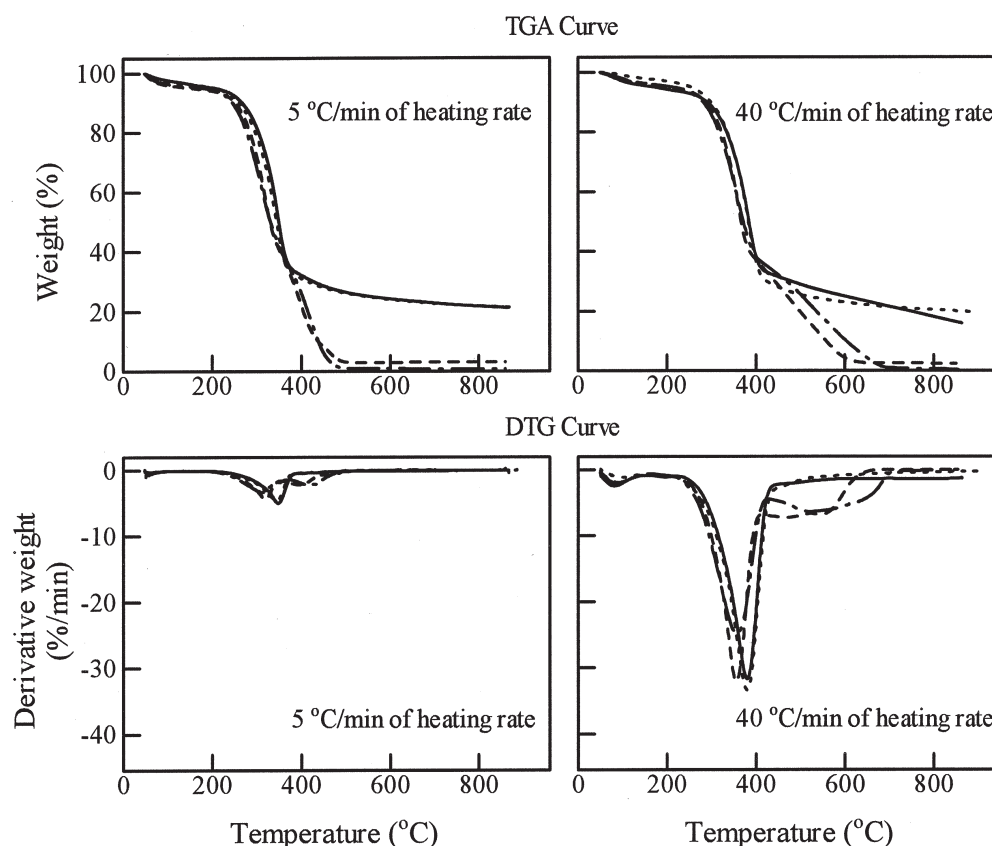 TGA Curve
100
80
60
40
20
0
Weight (%)
5 °C/min of heating rate
0 200 400 600 800
40 °C/min of heating rate
0 200 400 600 800
DTG Curve
0
-10
-20
-30
-40
Derivative weight
(%/min)
5 °C/min of heating rate
0 200 400 600 800
Temperature (°C)
40 °C/min of heating rate
0 200 400 600 800
Temperature (°C)